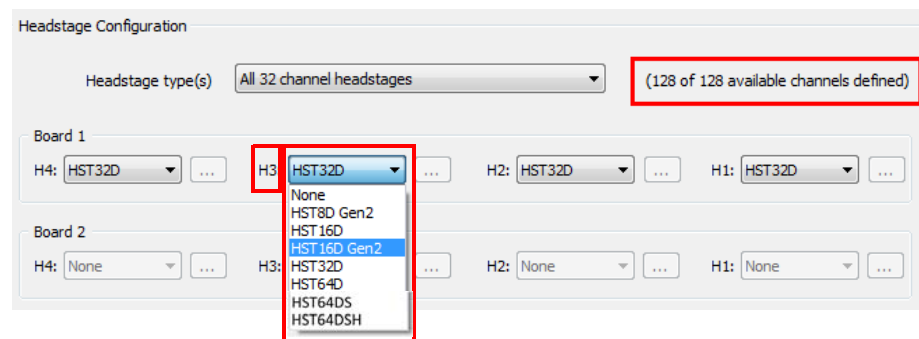 Headstage Configuration
Headstage type(s) All 32 channel headstages (128 of 128 available channels defined)
Board 1
H4: HST32D ... H3 HST32D ... H2: HST32D ... H1: HST32D ...
None
HST8D Gen2
HST16D
HST16D Gen2
HST32D
HST64D
HST64DS
HST64DSH
Board 2
H4: None ... H3: ... H2: None ... H1: None ...